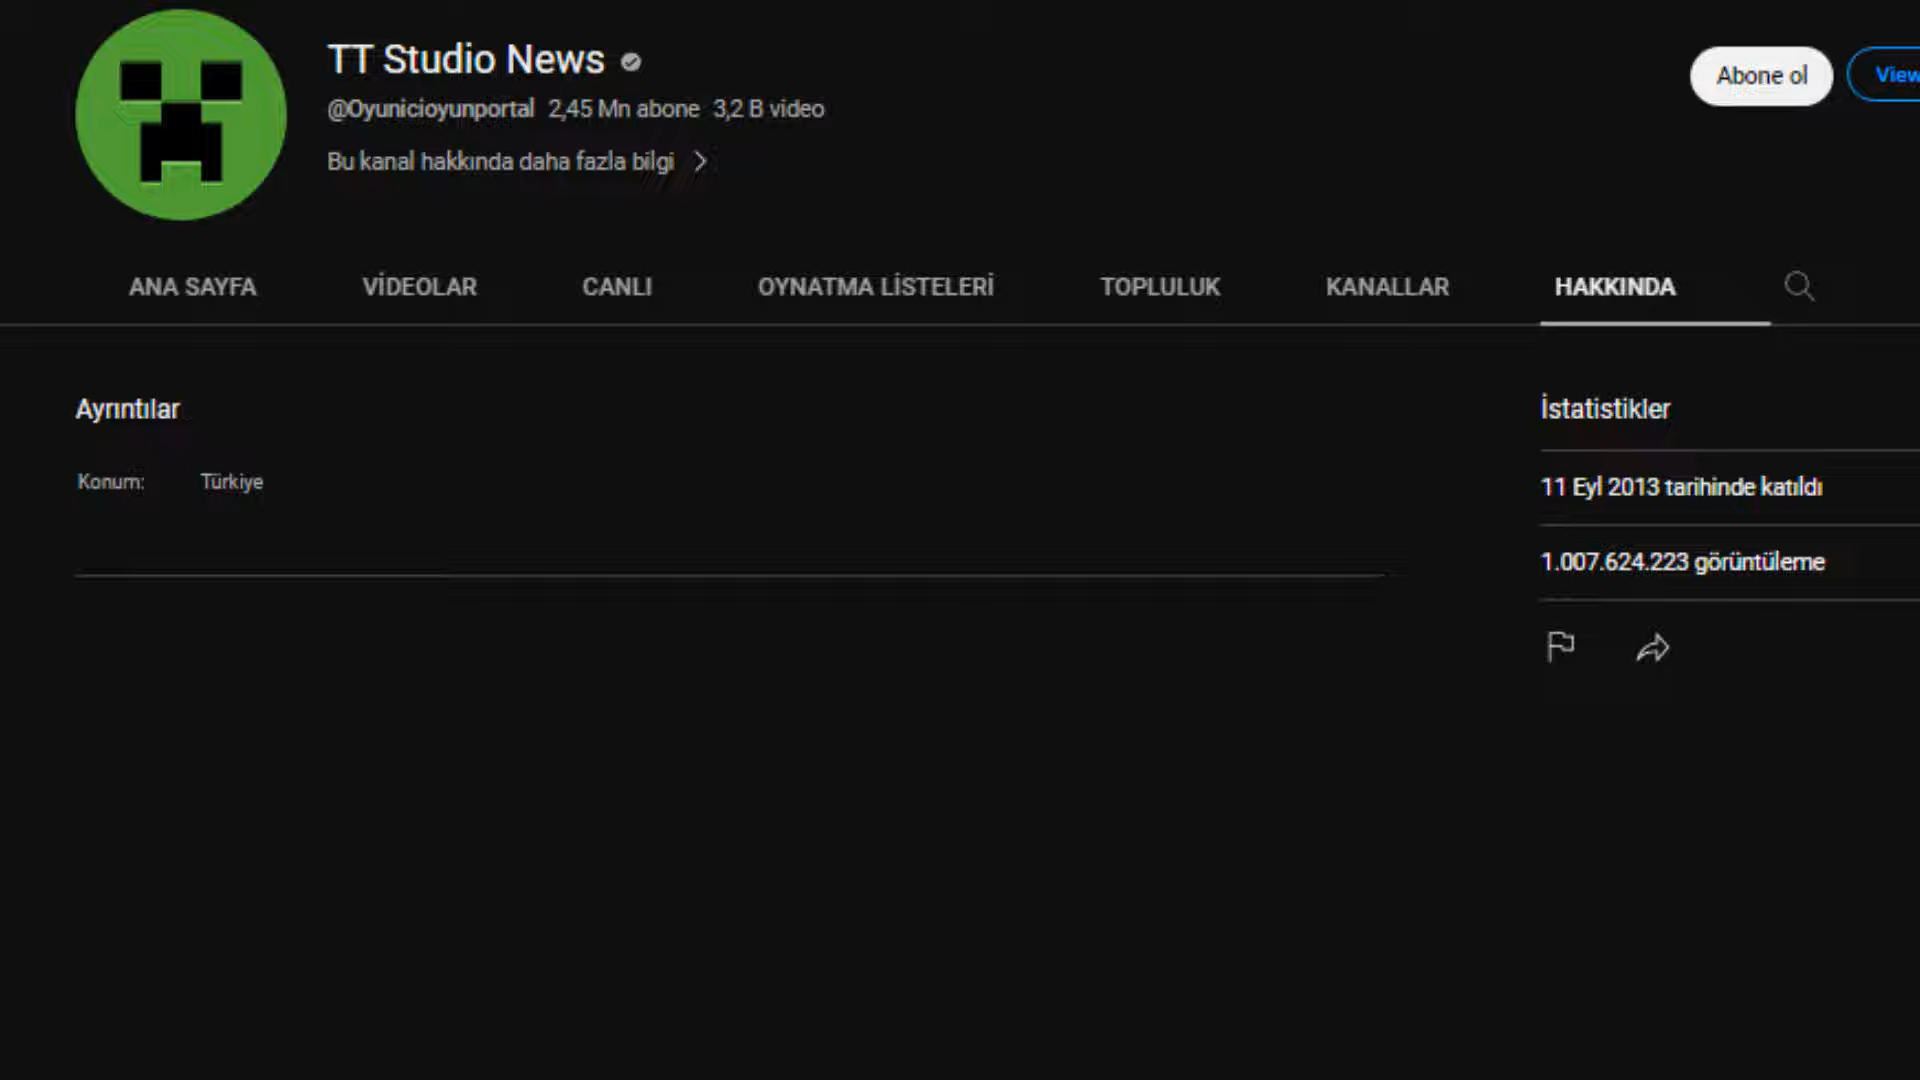 TT Studio News
@Oyunicioyunportal 2,45 Mn abone 3,2 B video
Bu kanal hakkında daha fazla bilgi
Abone ol
View
ANA SAYFA VİDEOLAR CANLI OYNATMA LİSTELERİ TOPLULUK KANALLAR HAKKINDA
Ayrıntılar
Konum: Türkiye
İstatistikler
11 Eyl 2013 tarihinde katıldı
1.007.624.223 görüntüleme